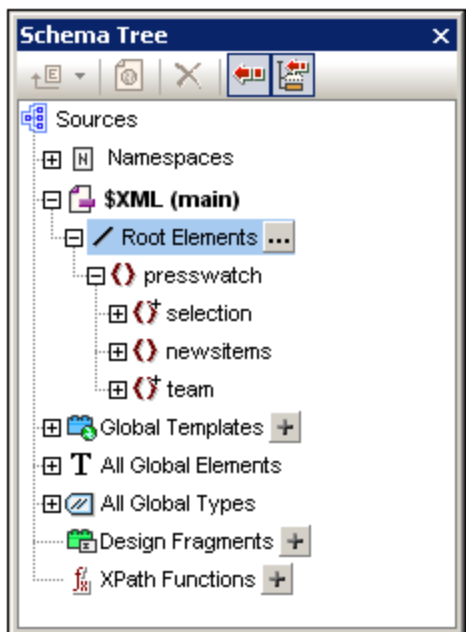 Schema Tree
Sources
Namespaces
$XML (main)
Root Elements ...
presswatch
selection
newsitems
team
Global Templates
All Global Elements
All Global Types
Design Fragments
XPath Functions